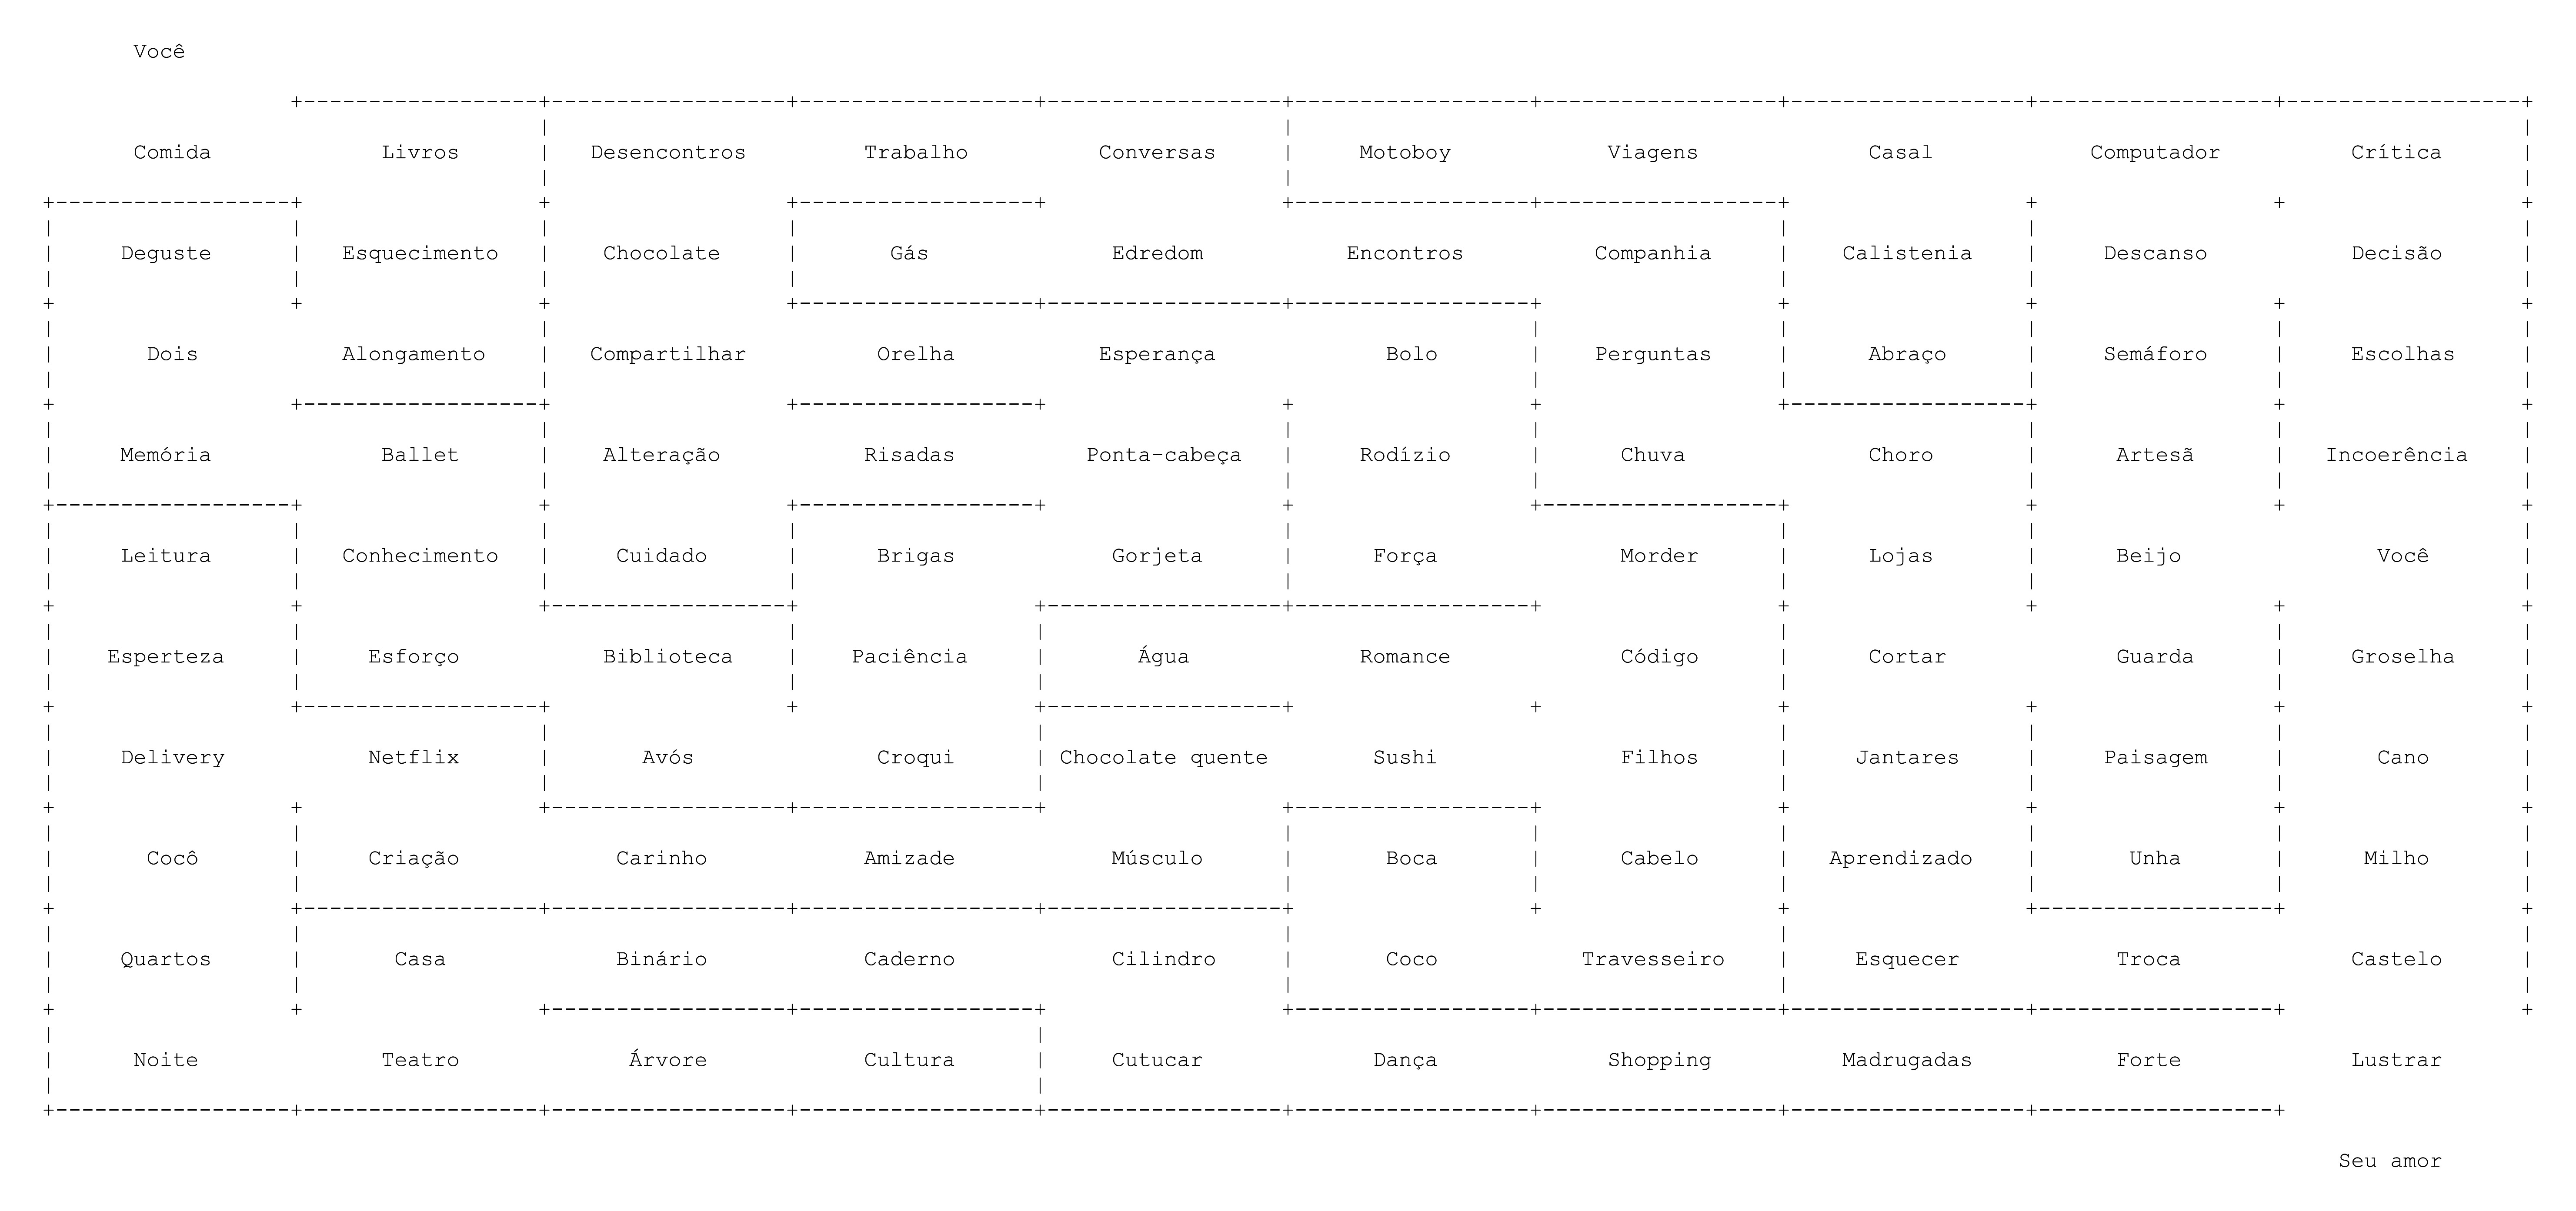 Você
Comida Livros Desencontros Trabalho Conversas Motoboy Viagens Casal Computador Crítica
Deguste Esquecimento Chocolate Gás Edredom Encontros Companhia Calistenia Descanso Decisão
Dois Alongamento Compartilhar Orelha Esperança Bolo Perguntas Abraço Semáforo Escolhas
Memória Ballet Alteração Risadas Ponta-cabeça Rodízio Chuva Choro Artesã Incoerência
Leitura Conhecimento Cuidado Brigas Gorjeta Força Morder Lojas Beijo Você
Esperteza Esforço Biblioteca Paciência Água Romance Código Cortar Guarda Groselha
Delivery Netflix Avós Croqui Chocolate quente Sushi Filhos Jantares Paisagem Cano
Cocô Criação Carinho Amizade Músculo Boca Cabelo Aprendizado Unha Milho
Quartos Casa Binário Caderno Cilindro Coco Travesseiro Esquecer Troca Castelo
Noite Teatro Árvore Cultura Cutucar Dança Shopping Madrugadas Forte Lustrar
Seu amor